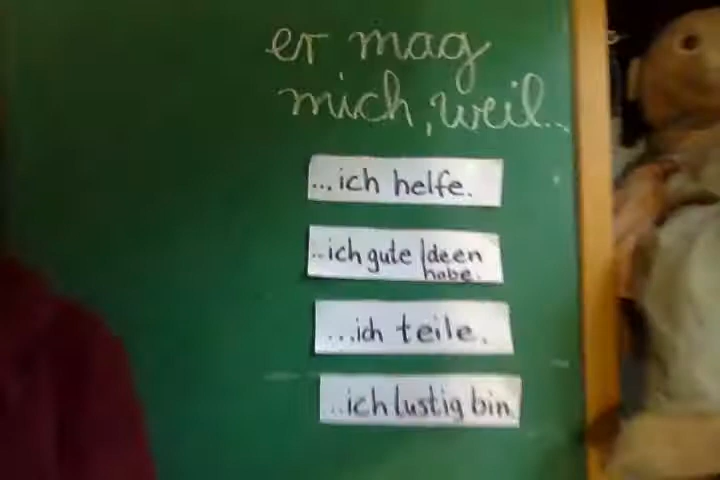 er mag
mich, weil...
...ich helfe.
...ich gute Ideen
habe.
...ich teile.
...ich lustig bin.